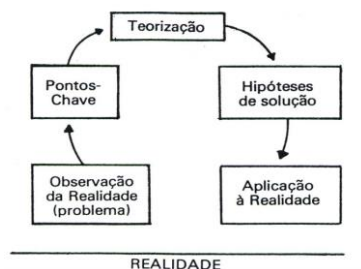 Teorização
Pontos-
Chave
Hipóteses
de solução
Observação
da Realidade
(problema)
Aplicação
à Realidade
REALIDADE